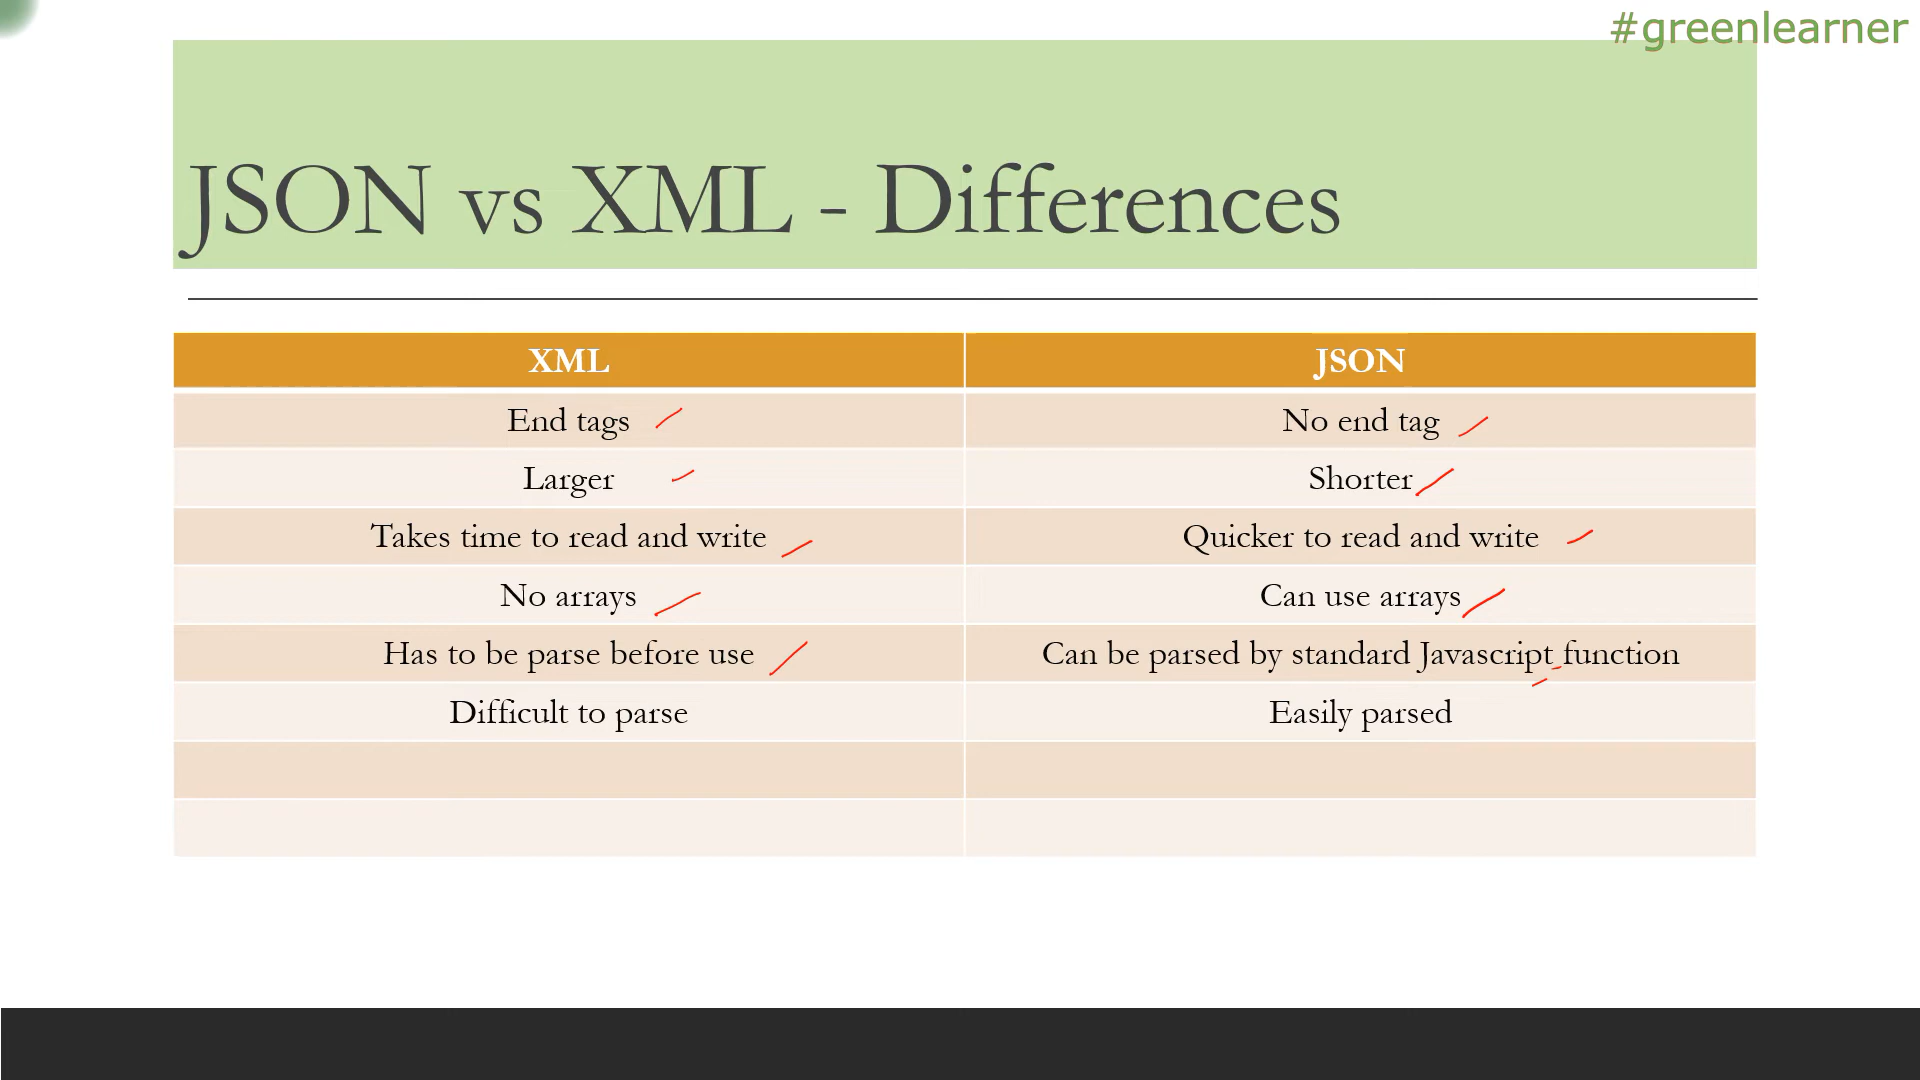 #greenlearner
JSON vs XML - Differences
XML JSON
End tags No end tag
Larger Shorter
Takes time to read and write Quicker to read and write
No arrays Can use arrays
Has to be parse before use Can be parsed by standard Javascript function
Difficult to parse Easily parsed